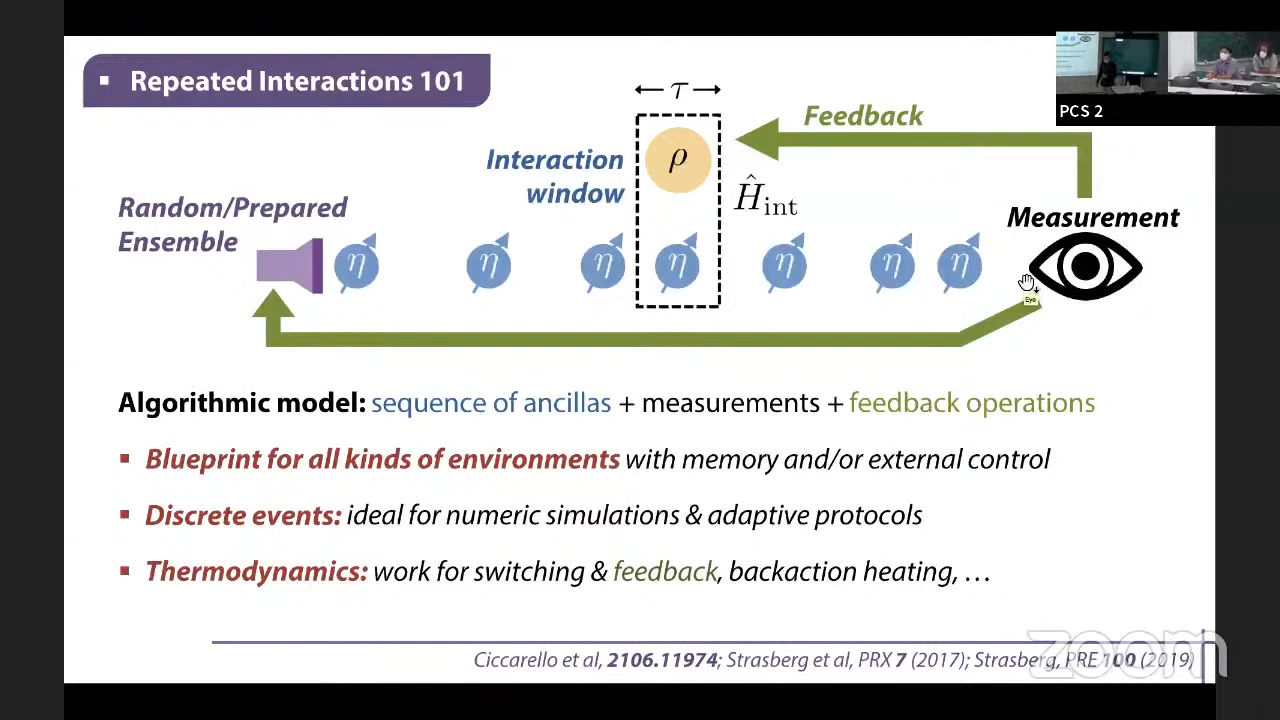 Repeated Interactions 101
← τ →
Feedback
PCS 2
Interaction
window
ρ
Ĥint
Random/Prepared
Ensemble
Measurement
η η η η η η η
Eye
Algorithmic model: sequence of ancillas + measurements + feedback operations
▪ Blueprint for all kinds of environments with memory and/or external control
▪ Discrete events: ideal for numeric simulations & adaptive protocols
▪ Thermodynamics: work for switching & feedback, backaction heating, …
Ciccarello et al, 2106.11974; Strasberg et al, PRX 7 (2017); Strasberg, PRE 100 (2019)
zoom